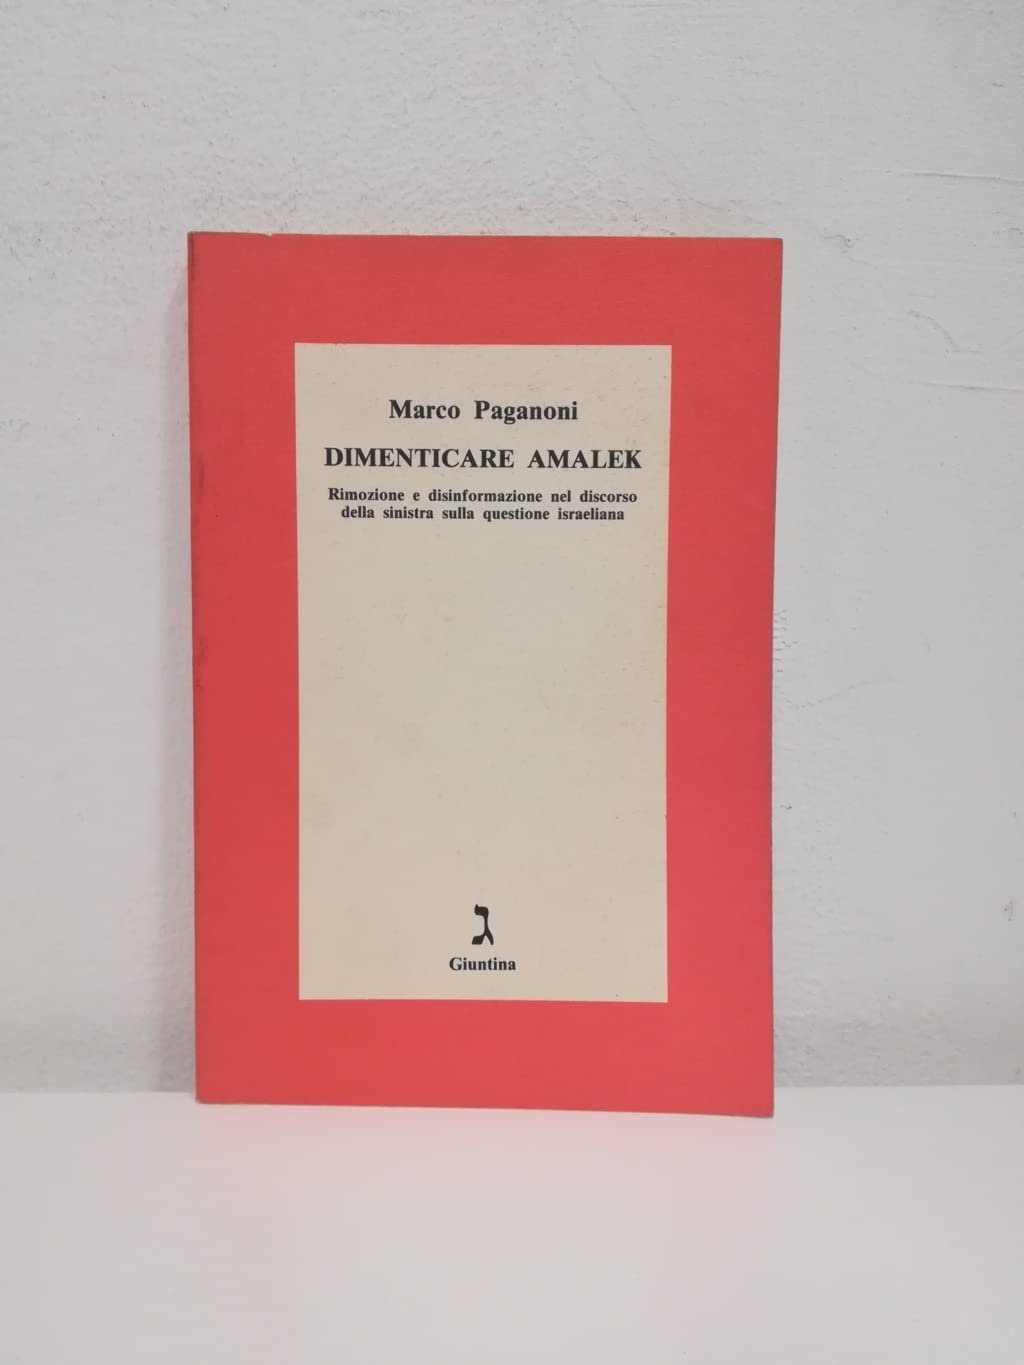 Marco Paganoni
DIMENTICARE AMALEK
Rimozione e disinformazione nel discorso
della sinistra sulla questione israeliana
ג
Giuntina